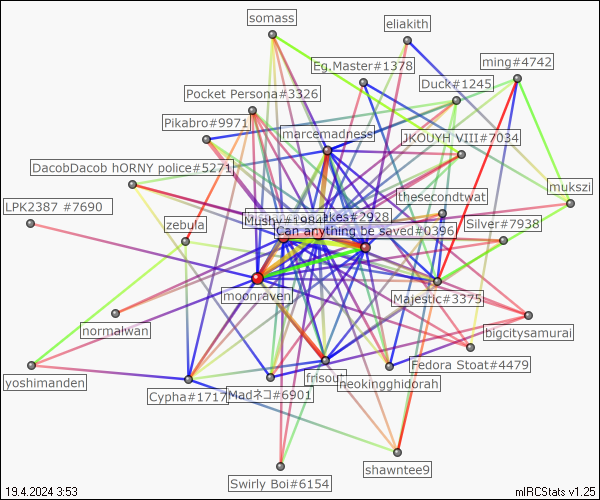 somass
eliakith
ming#4742
Eg.Master#1378
Duck#1245
Pocket Persona#3326
Pikabro#9971
marcemadness
JKOUYH VIII#7034
DacobDacob hORNY police#5271
mukszi
thesecondtwat
LPK2387 #7690
Mushy#1984
akes#2928
zebula
Can anything be saved#0396
Silver#7938
moonraven
Majestic#3375
normalwan
bigcitysamurai
Fedora Stoat#4479
frisout
yoshimanden
neokingghidorah
Cypha#1717
Madネコ#6901
shawntee9
Swirly Boi#6154
19.4.2024 3:53
mIRCStats v1.25